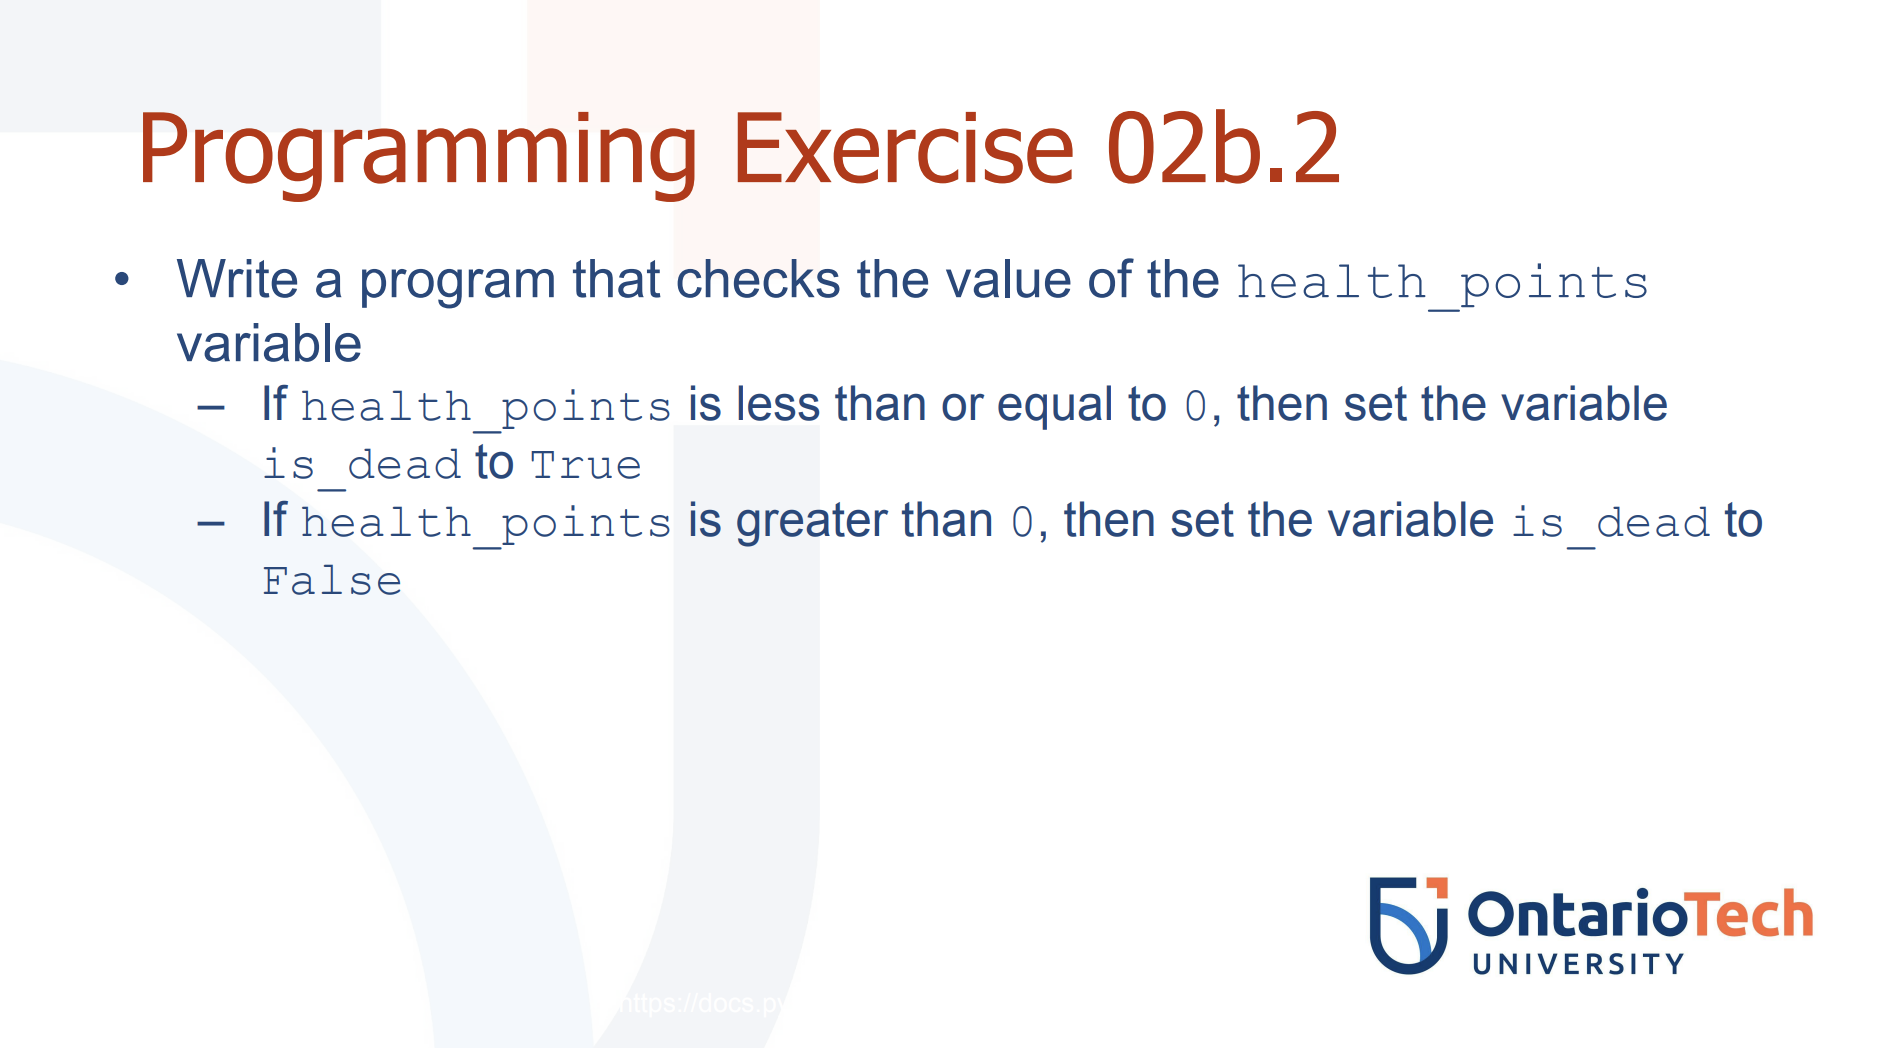 Programming Exercise 02b.2
• Write a program that checks the value of the health_points
variable
– If health_points is less than or equal to 0, then set the variable
is_dead to True
– If health_points is greater than 0, then set the variable is_dead to
False
OntarioTech
UNIVERSITY
https://docs.py